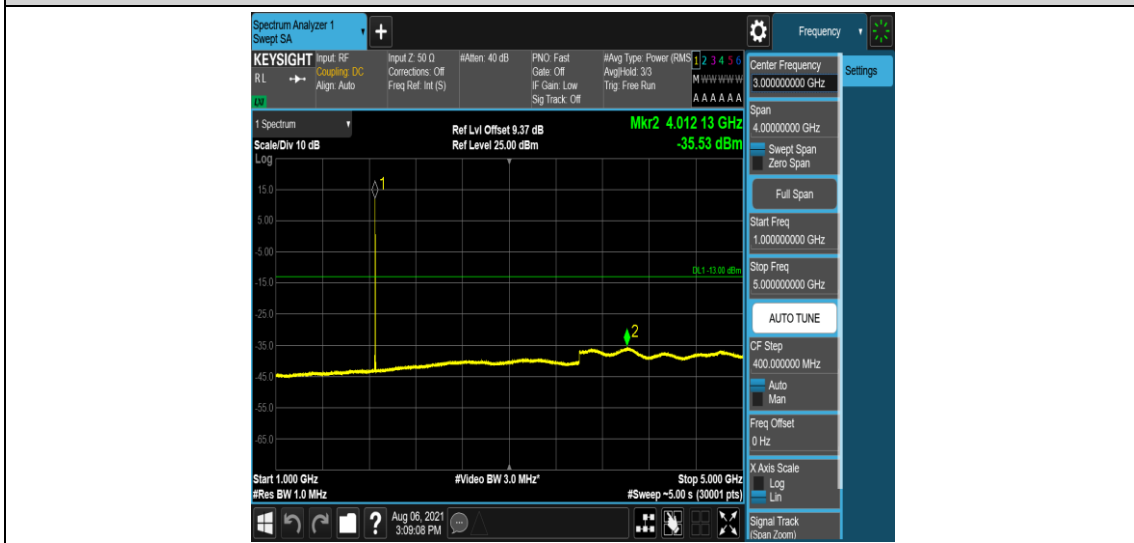 Spectrum Analyzer 1
Swept SA
+
Frequency
KEYSIGHT
RL
Input: RF
Coupling: DC
Align: Auto
Input Z: 50 Ω
Corrections: Off
Freq Ref: Int (S)
#Atten: 40 dB
PNO: Fast
Gate: Off
IF Gain: Low
Sig Track: Off
#Avg Type: Power (RMS
Avg|Hold: 3/3
Trig: Free Run
1 2 3 4 5 6
M W W W W W
A A A A A A
1 Spectrum
Scale/Div 10 dB
Ref Lvl Offset 9.37 dB
Ref Level 25.00 dBm
Mkr2 4.012 13 GHz
-35.53 dBm
Log
15.0
5.00
-5.00
-15.0
-25.0
-35.0
-45.0
-55.0
-65.0
1
2
DL1 -13.00 dBm
Start 1.000 GHz
#Res BW 1.0 MHz
#Video BW 3.0 MHz*
Stop 5.000 GHz
#Sweep ~5.00 s (30001 pts)
?
Aug 06, 2021
3:09:08 PM
Center Frequency
3.000000000 GHz
Settings
Span
4.00000000 GHz
Swept Span
Zero Span
Full Span
Start Freq
1.000000000 GHz
Stop Freq
5.000000000 GHz
AUTO TUNE
CF Step
400.000000 MHz
Auto
Man
Freq Offset
0 Hz
X Axis Scale
Log
Lin
Signal Track
(Span Zoom)